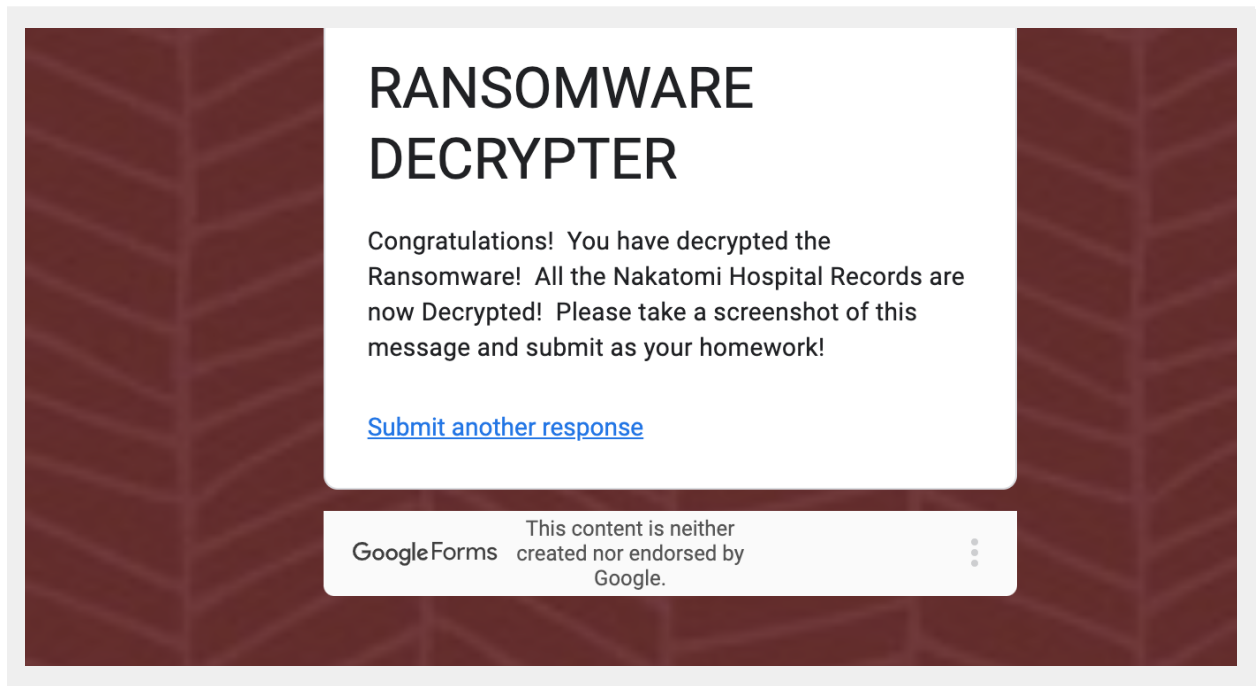 RANSOMWARE
DECRYPTER
Congratulations!  You have decrypted the
Ransomware!  All the Nakatomi Hospital Records are
now Decrypted!  Please take a screenshot of this
message and submit as your homework!
Submit another response
Google Forms
This content is neither
created nor endorsed by
Google.